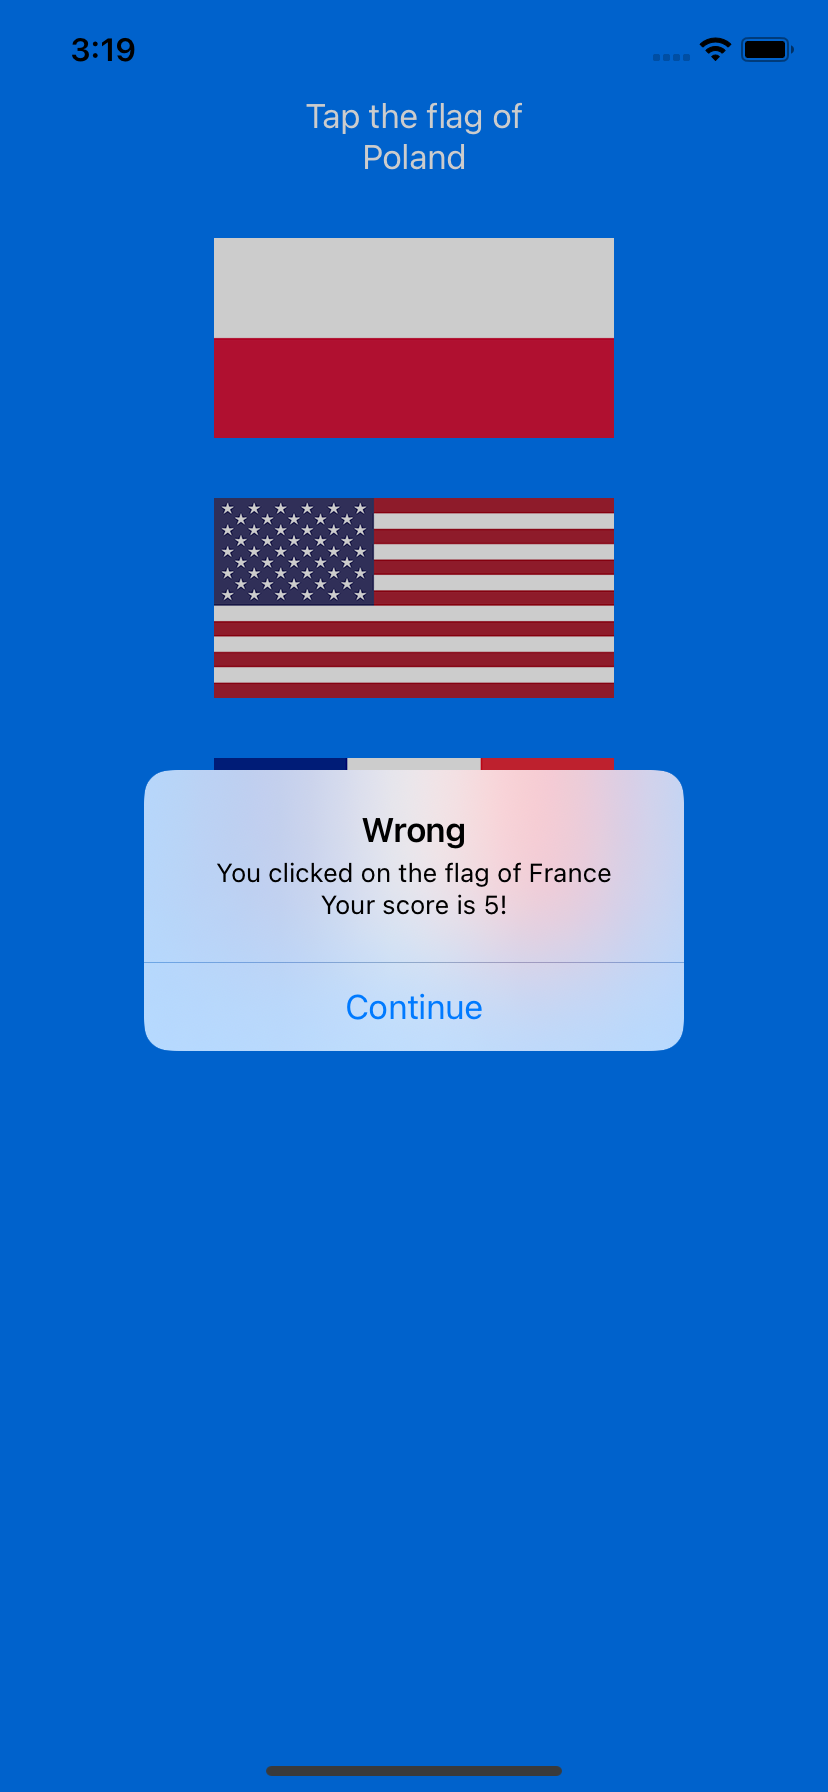 3:19
Tap the flag of
Poland
Wrong
You clicked on the flag of France
Your score is 5!
Continue